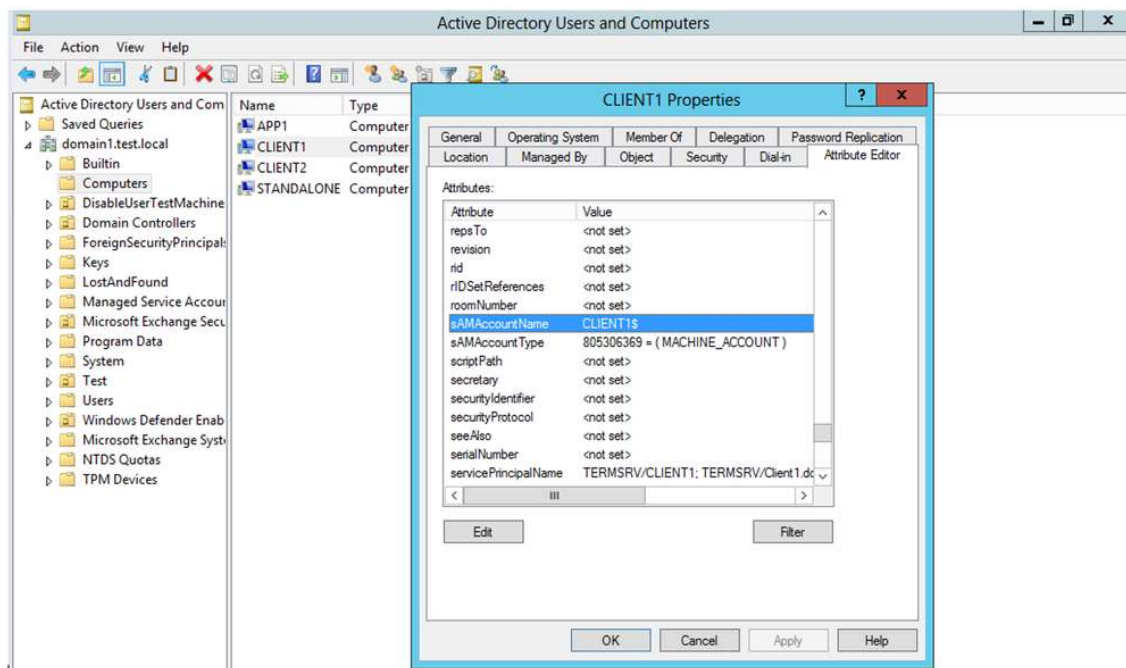 Active Directory Users and Computers
File Action View Help
Active Directory Users and Com
Saved Queries
domain1.test.local
Builtin
Computers
DisableUserTestMachine
Domain Controllers
ForeignSecurityPrincipals
Keys
LostAndFound
Managed Service Accour
Microsoft Exchange Secu
Program Data
System
Test
Users
Windows Defender Enab
Microsoft Exchange Syste
NTDS Quotas
TPM Devices
Name Type
APP1 Computer
CLIENT1 Computer
CLIENT2 Computer
STANDALONE Computer
CLIENT1 Properties
? x
General Operating System Member Of Delegation Password Replication
Location Managed By Object Security Dial-in Attribute Editor
Attributes:
Attribute Value
repsTo <not set>
revision <not set>
rid <not set>
rIDSetReferences <not set>
roomNumber <not set>
sAMAccountName CLIENT1$
sAMAccountType 805306369 = ( MACHINE_ACCOUNT )
scriptPath <not set>
secretary <not set>
securityIdentifier <not set>
securityProtocol <not set>
seeAlso <not set>
serialNumber <not set>
servicePrincipalName TERMSRV/CLIENT1; TERMSRV/Client1.dc
Edit Filter
OK Cancel Apply Help